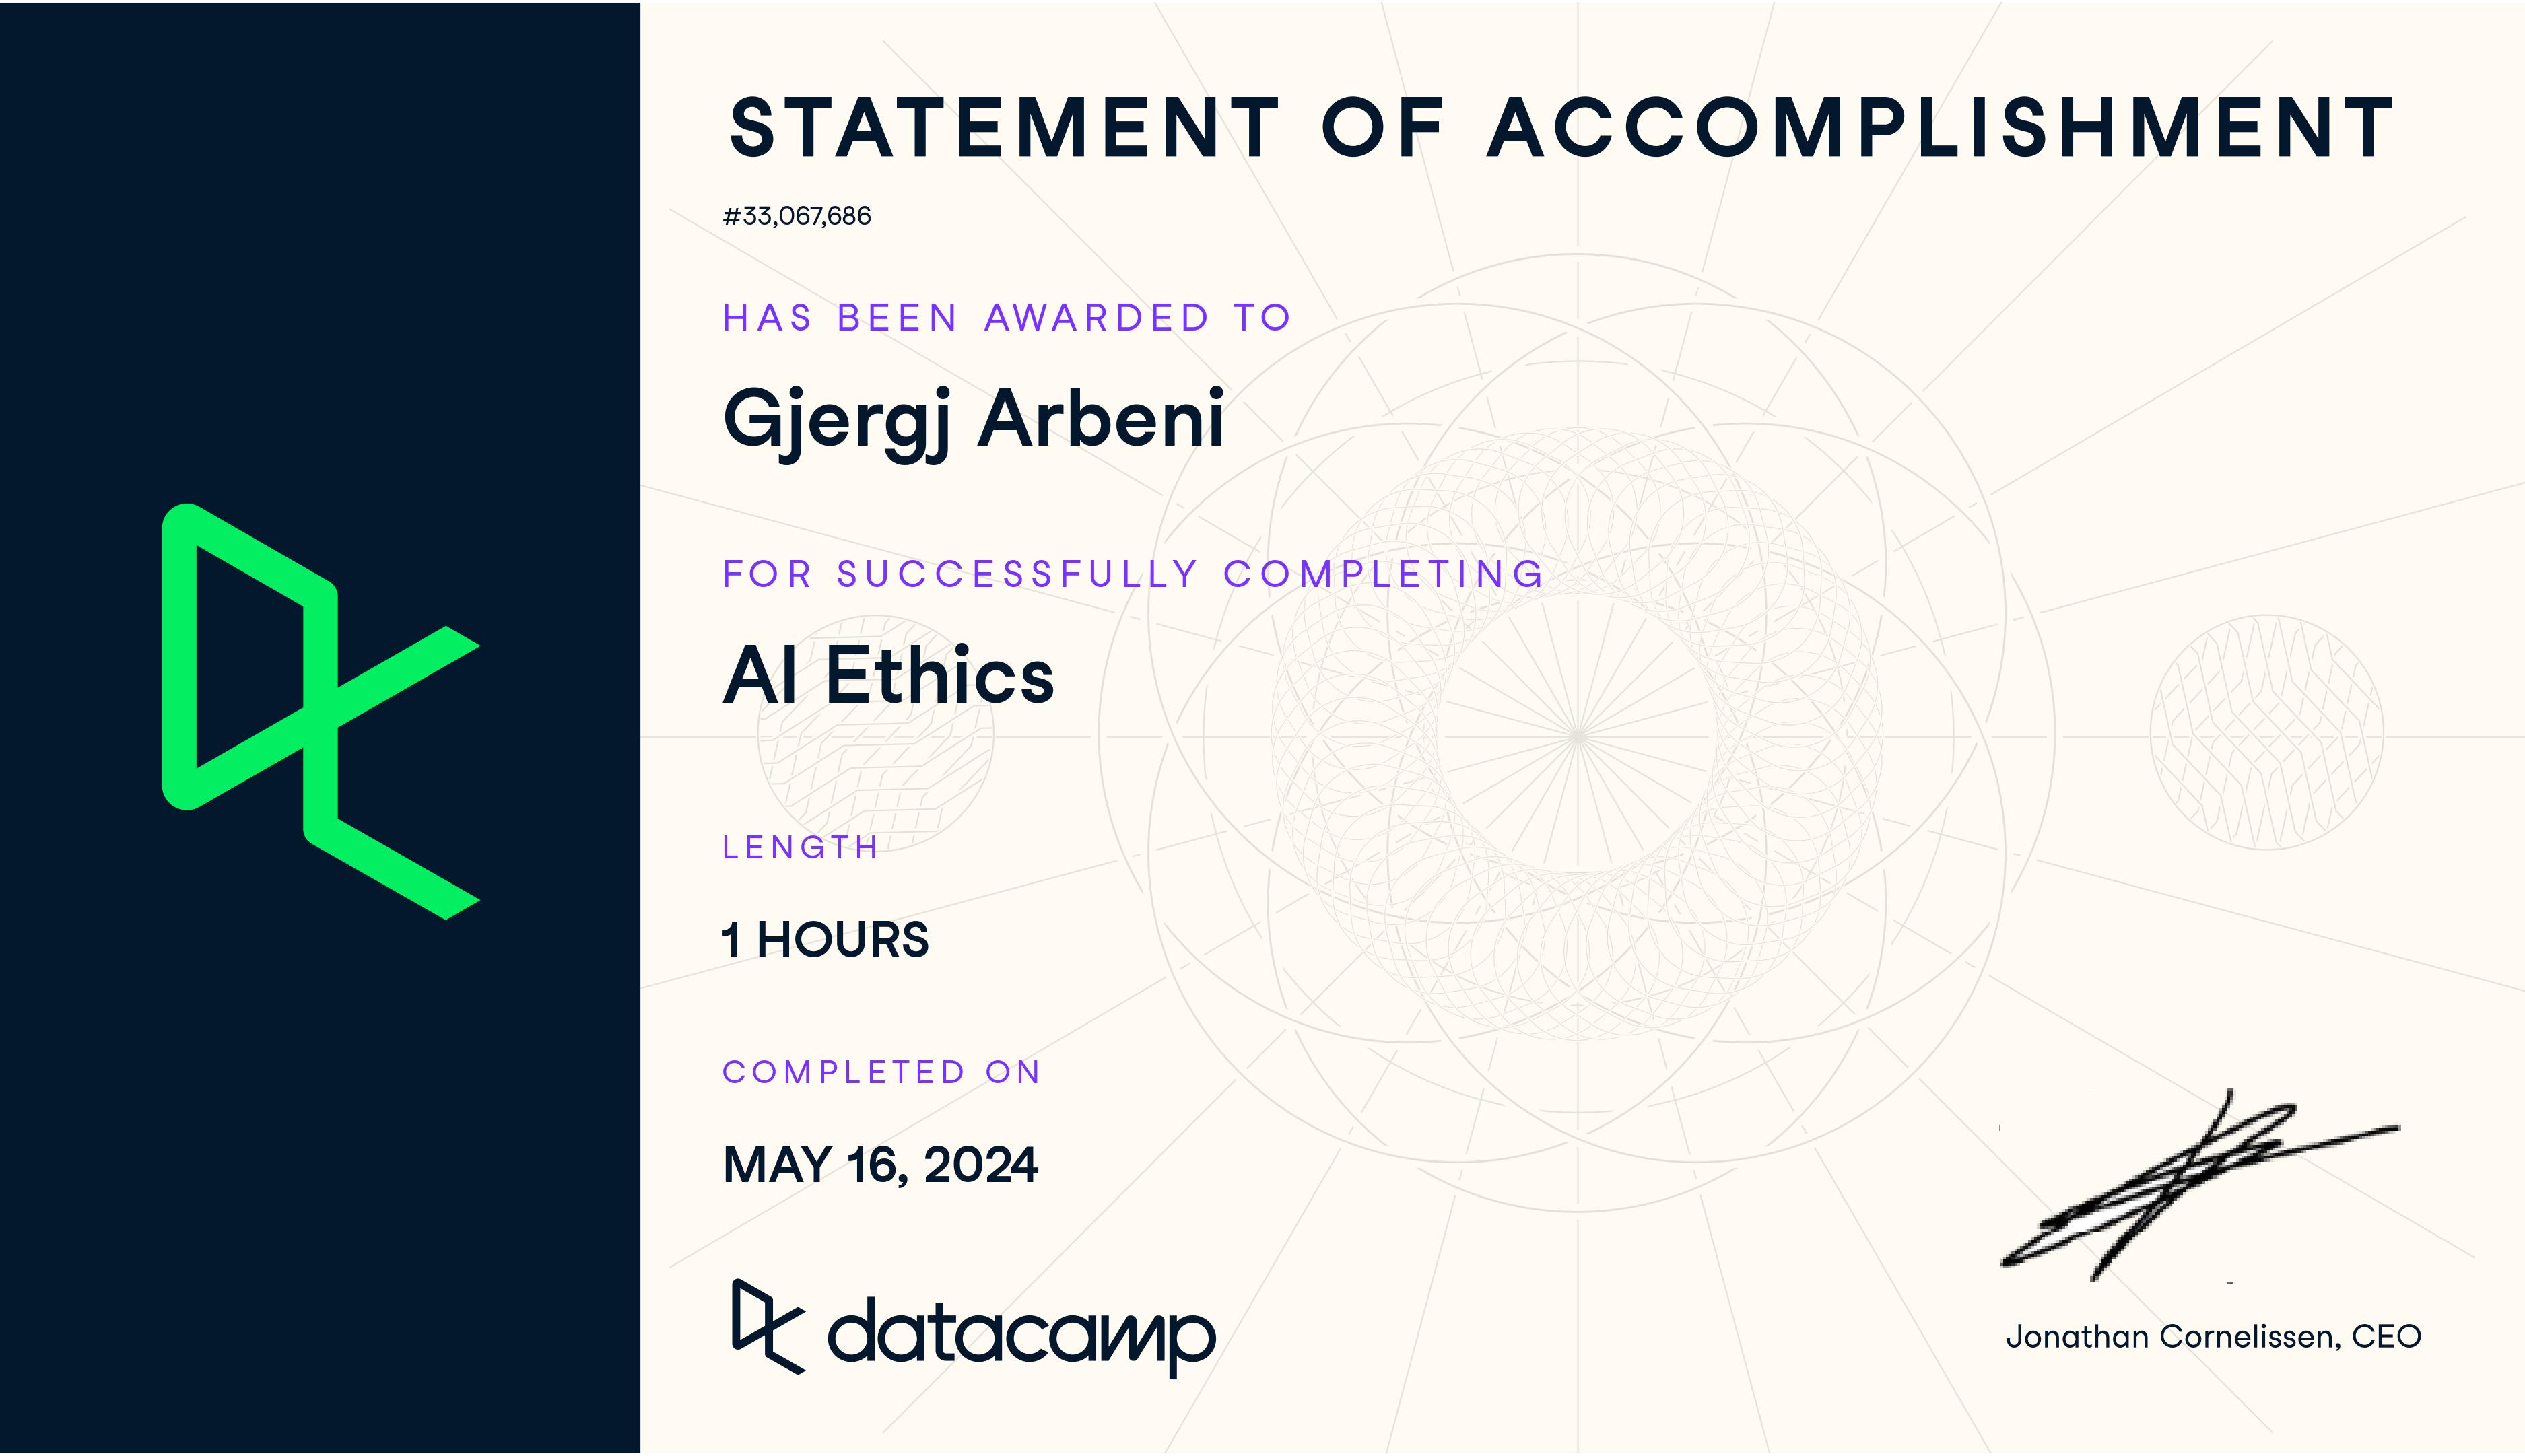 STATEMENT OF ACCOMPLISHMENT
#33,067,686
HAS BEEN AWARDED TO
Gjergj Arbeni
FOR SUCCESSFULLY COMPLETING
AI Ethics
LENGTH
1 HOURS
COMPLETED ON
MAY 16, 2024
datacamp
Jonathan Cornelissen, CEO